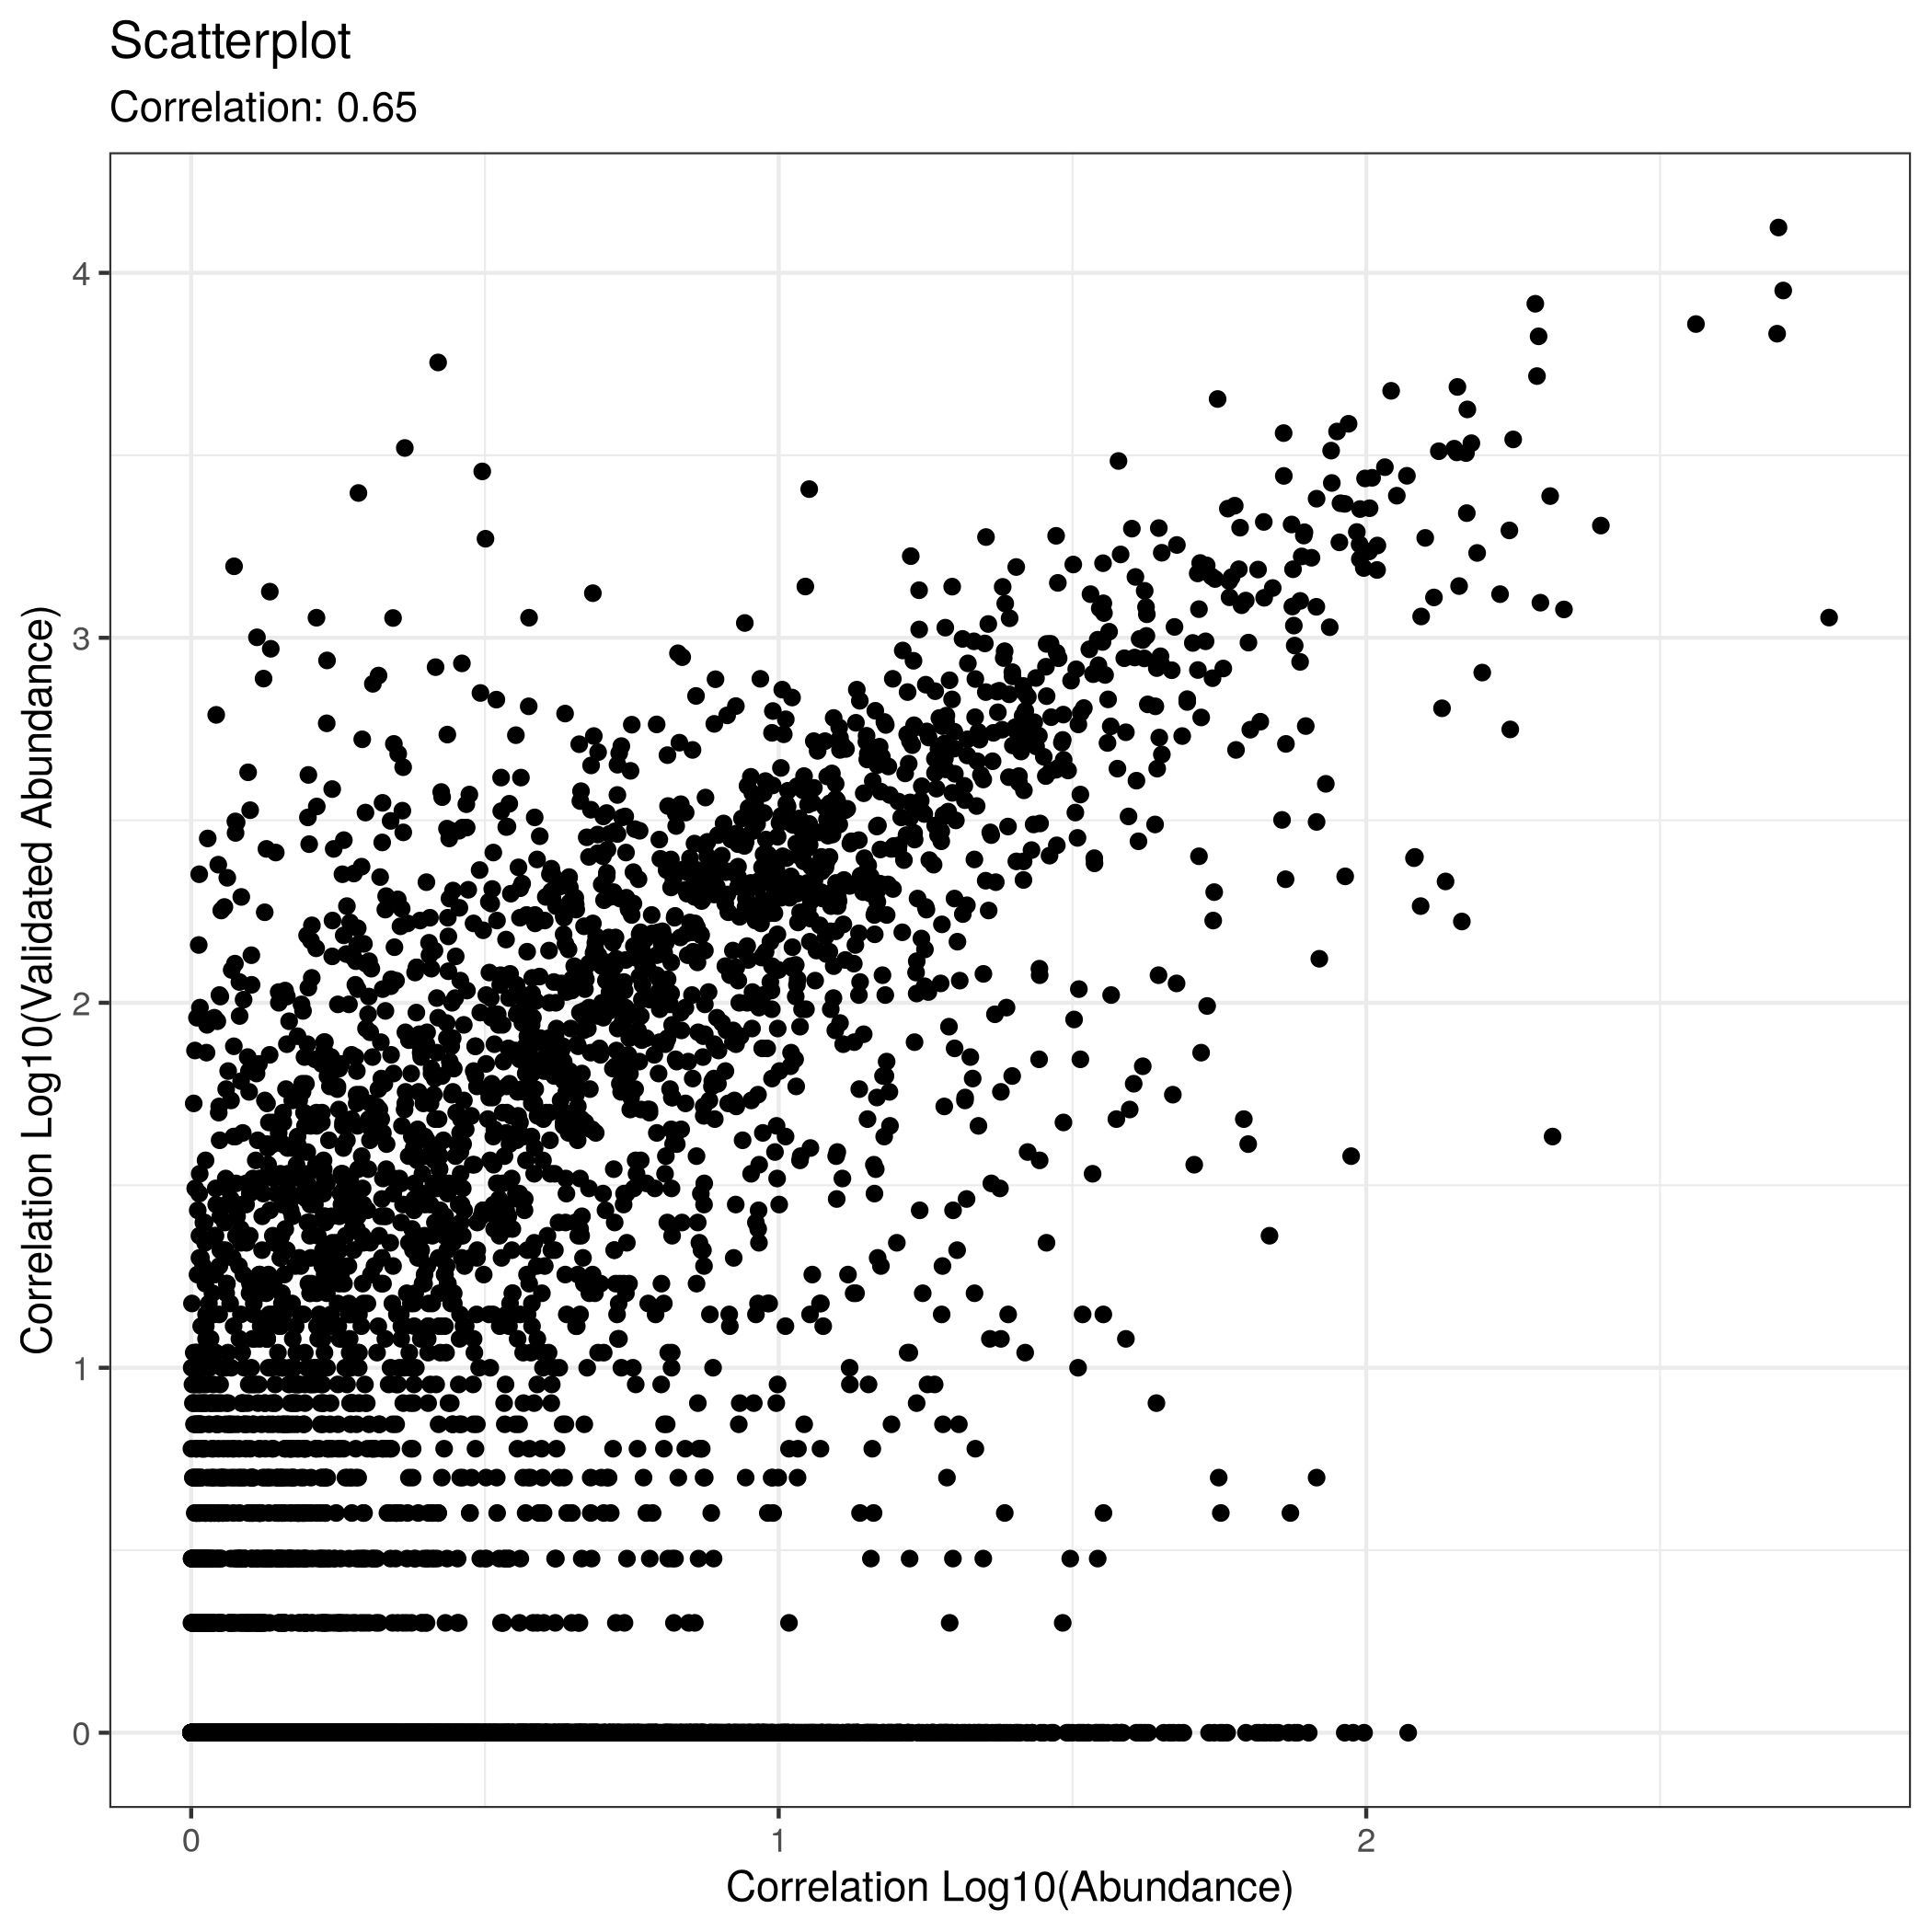 Scatterplot
Correlation: 0.65
Correlation Log10(Validated Abundance)
4
3
2
1
0
0
1
2
Correlation Log10(Abundance)